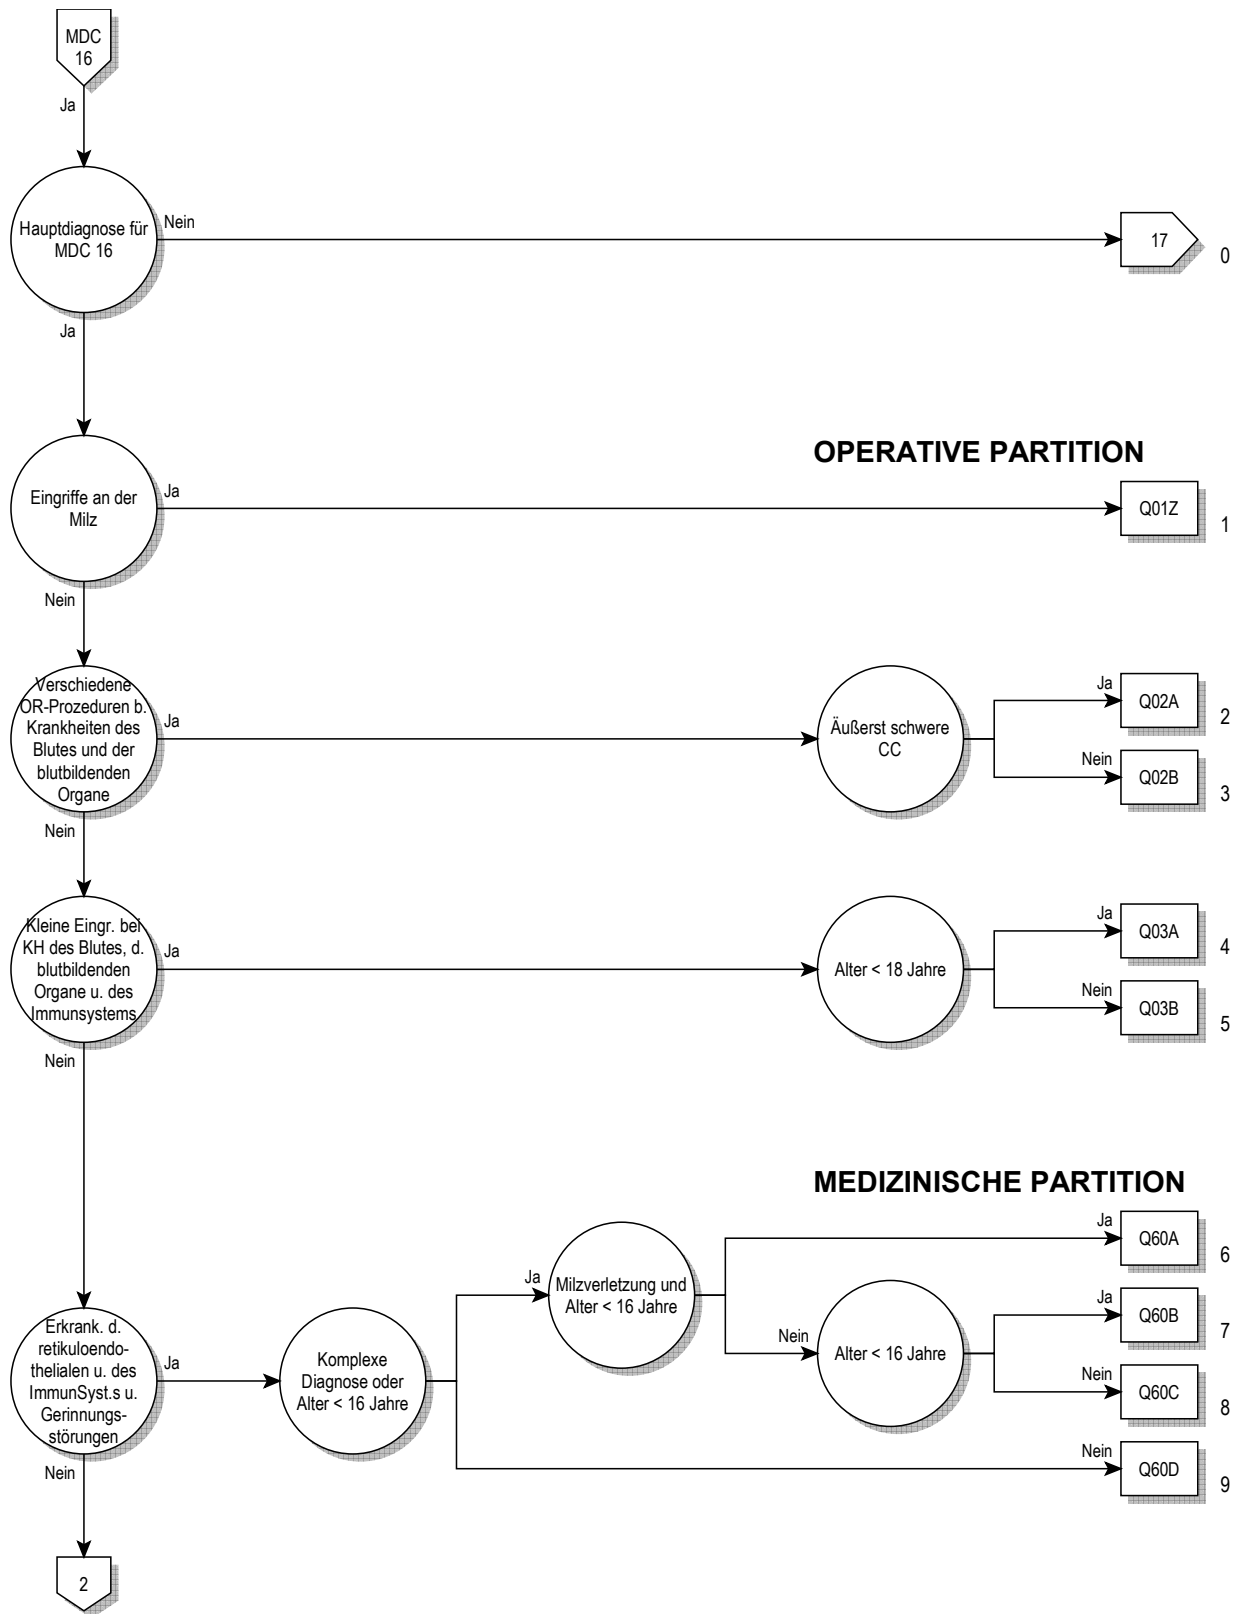 MDC
16
Ja
Hauptdiagnose für
MDC 16
Nein
17
0
Ja
OPERATIVE PARTITION
Eingriffe an der
Milz
Ja
Q01Z
1
Nein
Verschiedene
OR-Prozeduren b.
Krankheiten des
Blutes und der
blutbildenden
Organe
Ja
Äußerst schwere
CC
Ja
Q02A
2
Nein
Q02B
3
Nein
Kleine Eingr. bei
KH des Blutes, d.
blutbildenden
Organe u. des
Immunsystems
Ja
Alter < 18 Jahre
Ja
Q03A
4
Nein
Q03B
5
Nein
MEDIZINISCHE PARTITION
Erkrank. d.
retikuloendo-
thelialen u. des
ImmunSyst.s u.
Gerinnungs-
störungen
Ja
Komplexe
Diagnose oder
Alter < 16 Jahre
Ja
Milzverletzung und
Alter < 16 Jahre
Ja
Q60A
6
Nein
Alter < 16 Jahre
Ja
Q60B
7
Nein
Q60C
8
Nein
Q60D
9
Nein
2